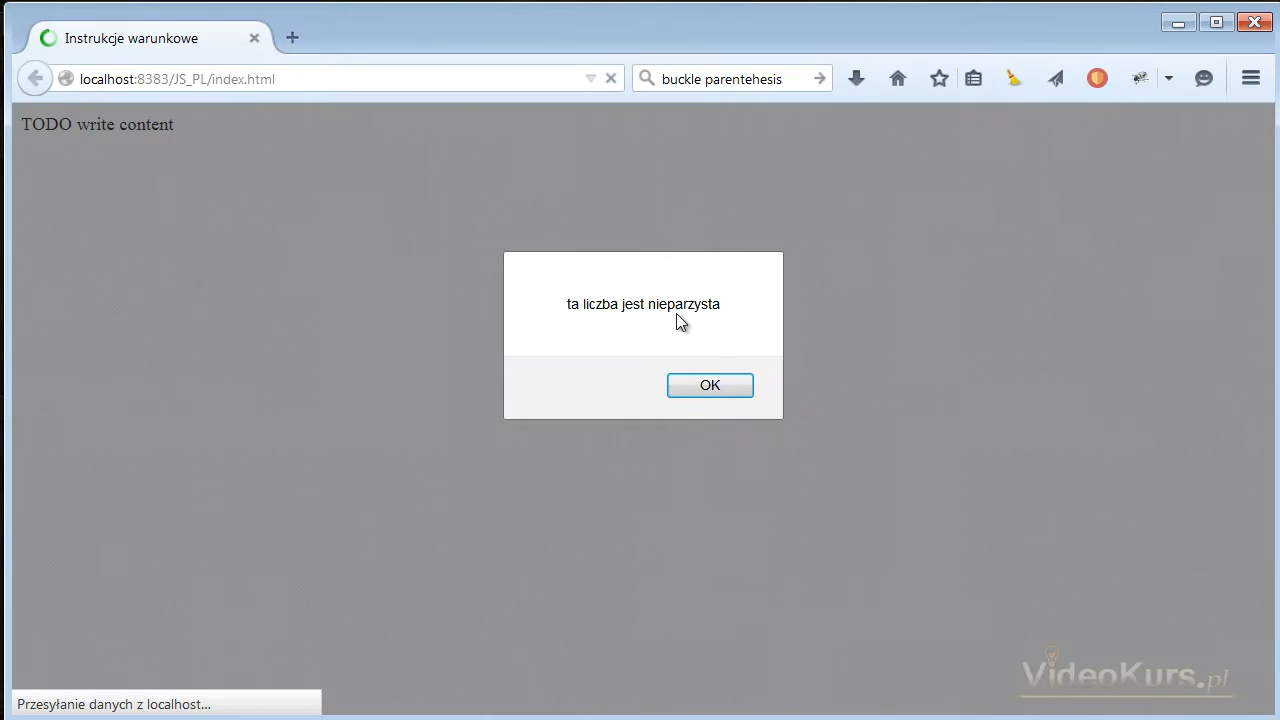 Instrukcje warunkowe
localhost:8383/JS_PL/index.html
buckle parentehesis
TODO write content
ta liczba jest nieparzysta
OK
VideoKurs.pl
Przesyłanie danych z localhost...